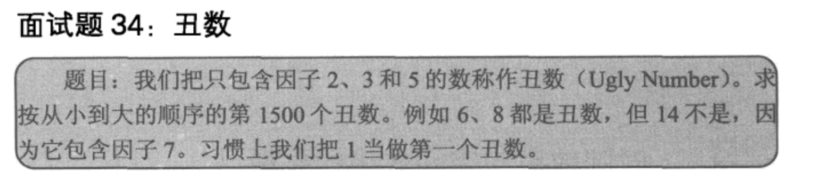 面试题 34：丑数
题目：我们把只包含因子 2、3 和 5 的数称作丑数（Ugly Number）。求
按从小到大的顺序的第 1500 个丑数。例如 6、8 都是丑数，但 14 不是，因
为它包含因子 7。习惯上我们把 1 当做第一个丑数。